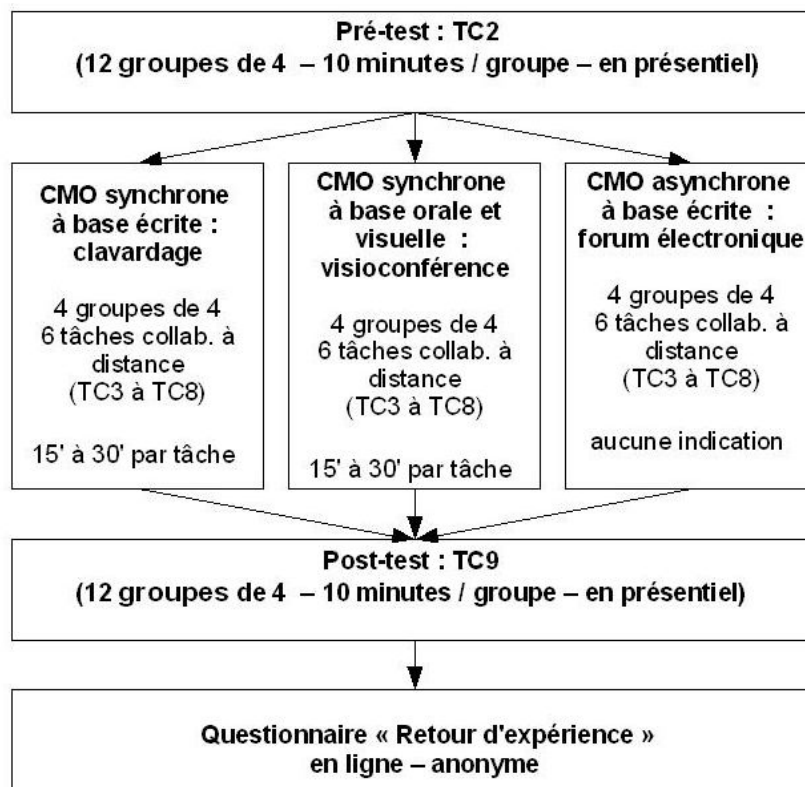 Pré-test : TC2
(12 groupes de 4 – 10 minutes / groupe – en présentiel)
CMO synchrone
à base écrite :
clavardage
4 groupes de 4
6 tâches collab. à
distance
(TC3 à TC8)
15' à 30' par tâche
CMO synchrone
à base orale et
visuelle :
visioconférence
4 groupes de 4
6 tâches collab. à
distance
(TC3 à TC8)
15' à 30' par tâche
CMO asynchrone
à base écrite :
forum électronique
4 groupes de 4
6 tâches collab. à
distance
(TC3 à TC8)
aucune indication
Post-test : TC9
(12 groupes de 4 – 10 minutes / groupe – en présentiel)
Questionnaire « Retour d'expérience »
en ligne – anonyme